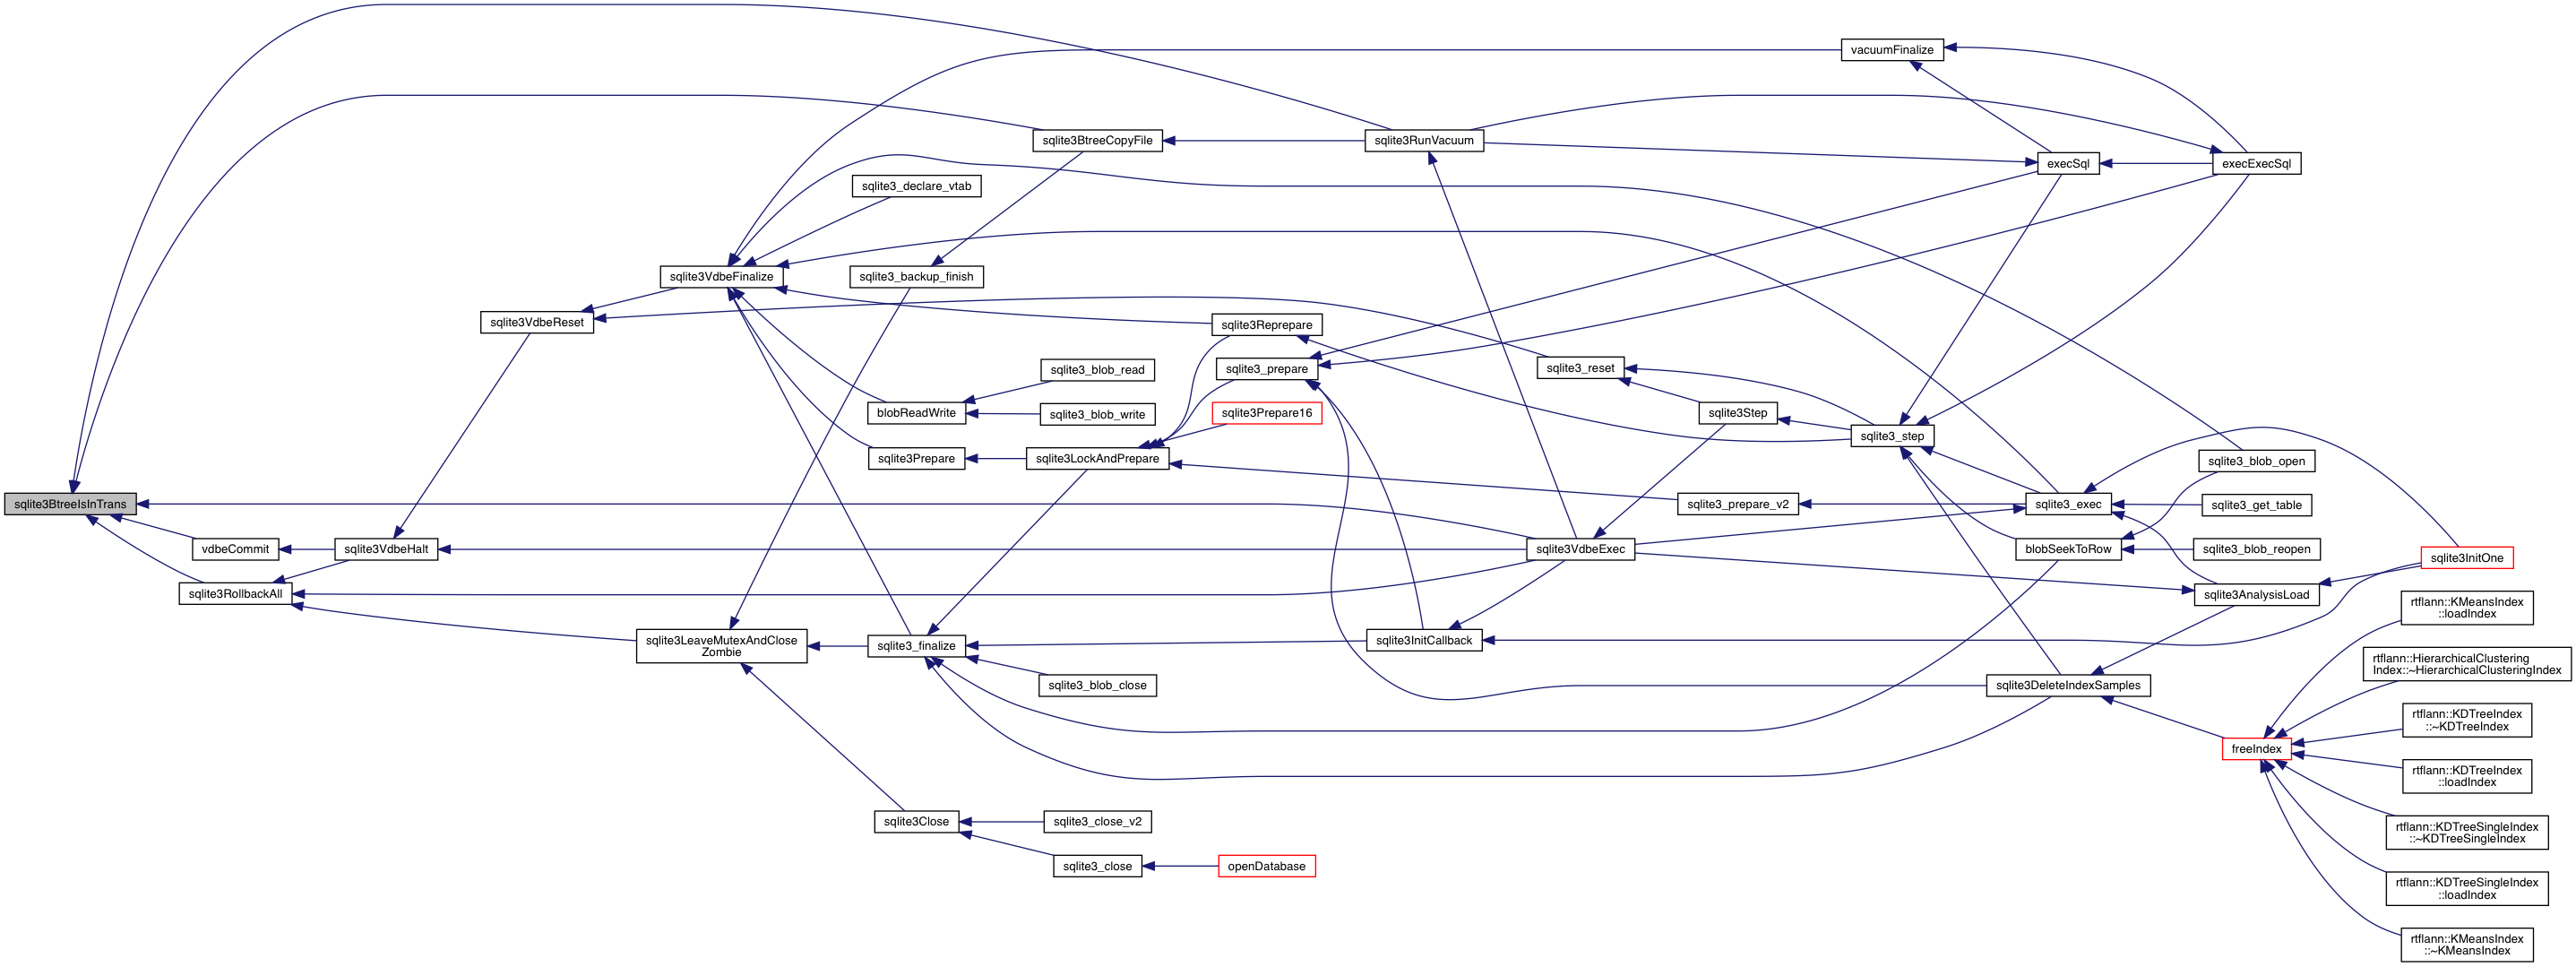 vacuumFinalize
sqlite3BtreeCopyFile
sqlite3RunVacuum
execSql
execExecSql
sqlite3_declare_vtab
sqlite3VdbeFinalize
sqlite3_backup_finish
sqlite3VdbeReset
sqlite3Reprepare
sqlite3_prepare
sqlite3_reset
sqlite3_blob_read
blobReadWrite
sqlite3_blob_write
sqlite3Prepare16
sqlite3Step
sqlite3_step
sqlite3Prepare
sqlite3LockAndPrepare
sqlite3_blob_open
sqlite3BtreeIsInTrans
sqlite3_prepare_v2
sqlite3_exec
sqlite3_get_table
vdbeCommit
sqlite3VdbeHalt
sqlite3VdbeExec
blobSeekToRow
sqlite3_blob_reopen
sqlite3InitOne
sqlite3RollbackAll
sqlite3AnalysisLoad
rtflann::KMeansIndex
::loadIndex
sqlite3LeaveMutexAndClose
Zombie
sqlite3_finalize
sqlite3InitCallback
rtflann::HierarchicalClustering
Index::~HierarchicalClusteringIndex
sqlite3_blob_close
sqlite3DeleteIndexSamples
rtflann::KDTreeIndex
::~KDTreeIndex
freeIndex
rtflann::KDTreeIndex
::loadIndex
sqlite3Close
sqlite3_close_v2
rtflann::KDTreeSingleIndex
::~KDTreeSingleIndex
sqlite3_close
openDatabase
rtflann::KDTreeSingleIndex
::loadIndex
rtflann::KMeansIndex
::~KMeansIndex